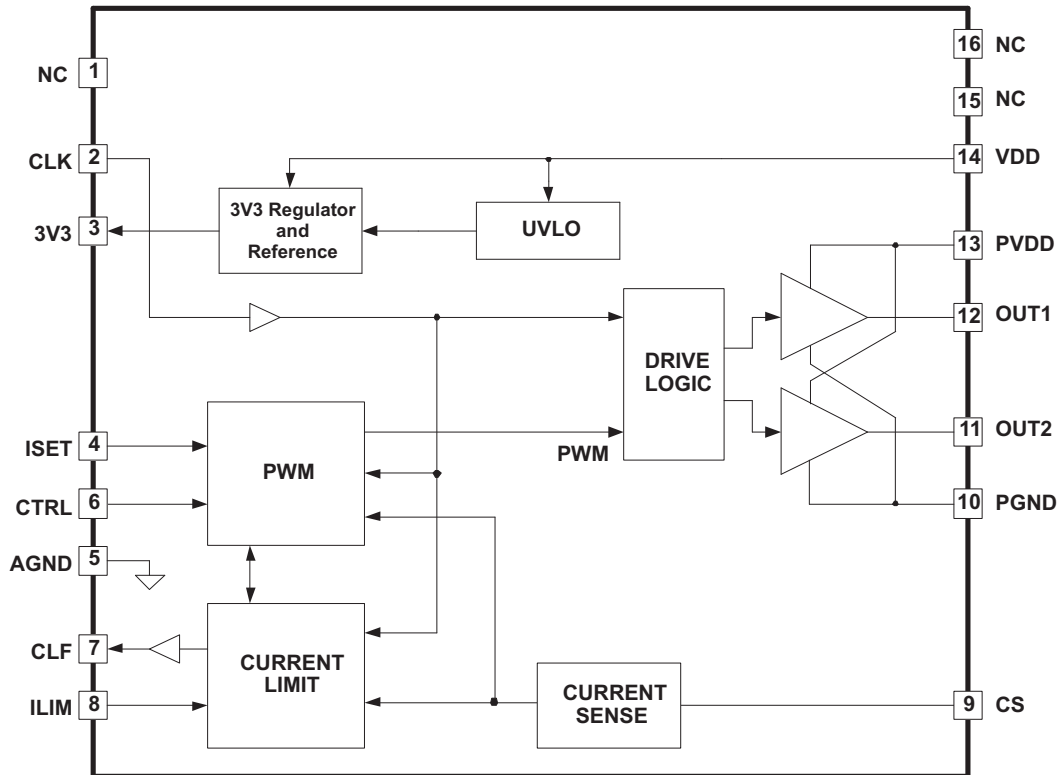 NC 1
16 NC
15 NC
CLK 2
14 VDD
3V3 3
3V3 Regulator
and
Reference
UVLO
13 PVDD
12 OUT1
DRIVE
LOGIC
ISET 4
PWM
PWM
11 OUT2
CTRL 6
10 PGND
AGND 5
CLF 7
CURRENT
LIMIT
ILIM 8
CURRENT
SENSE
9 CS